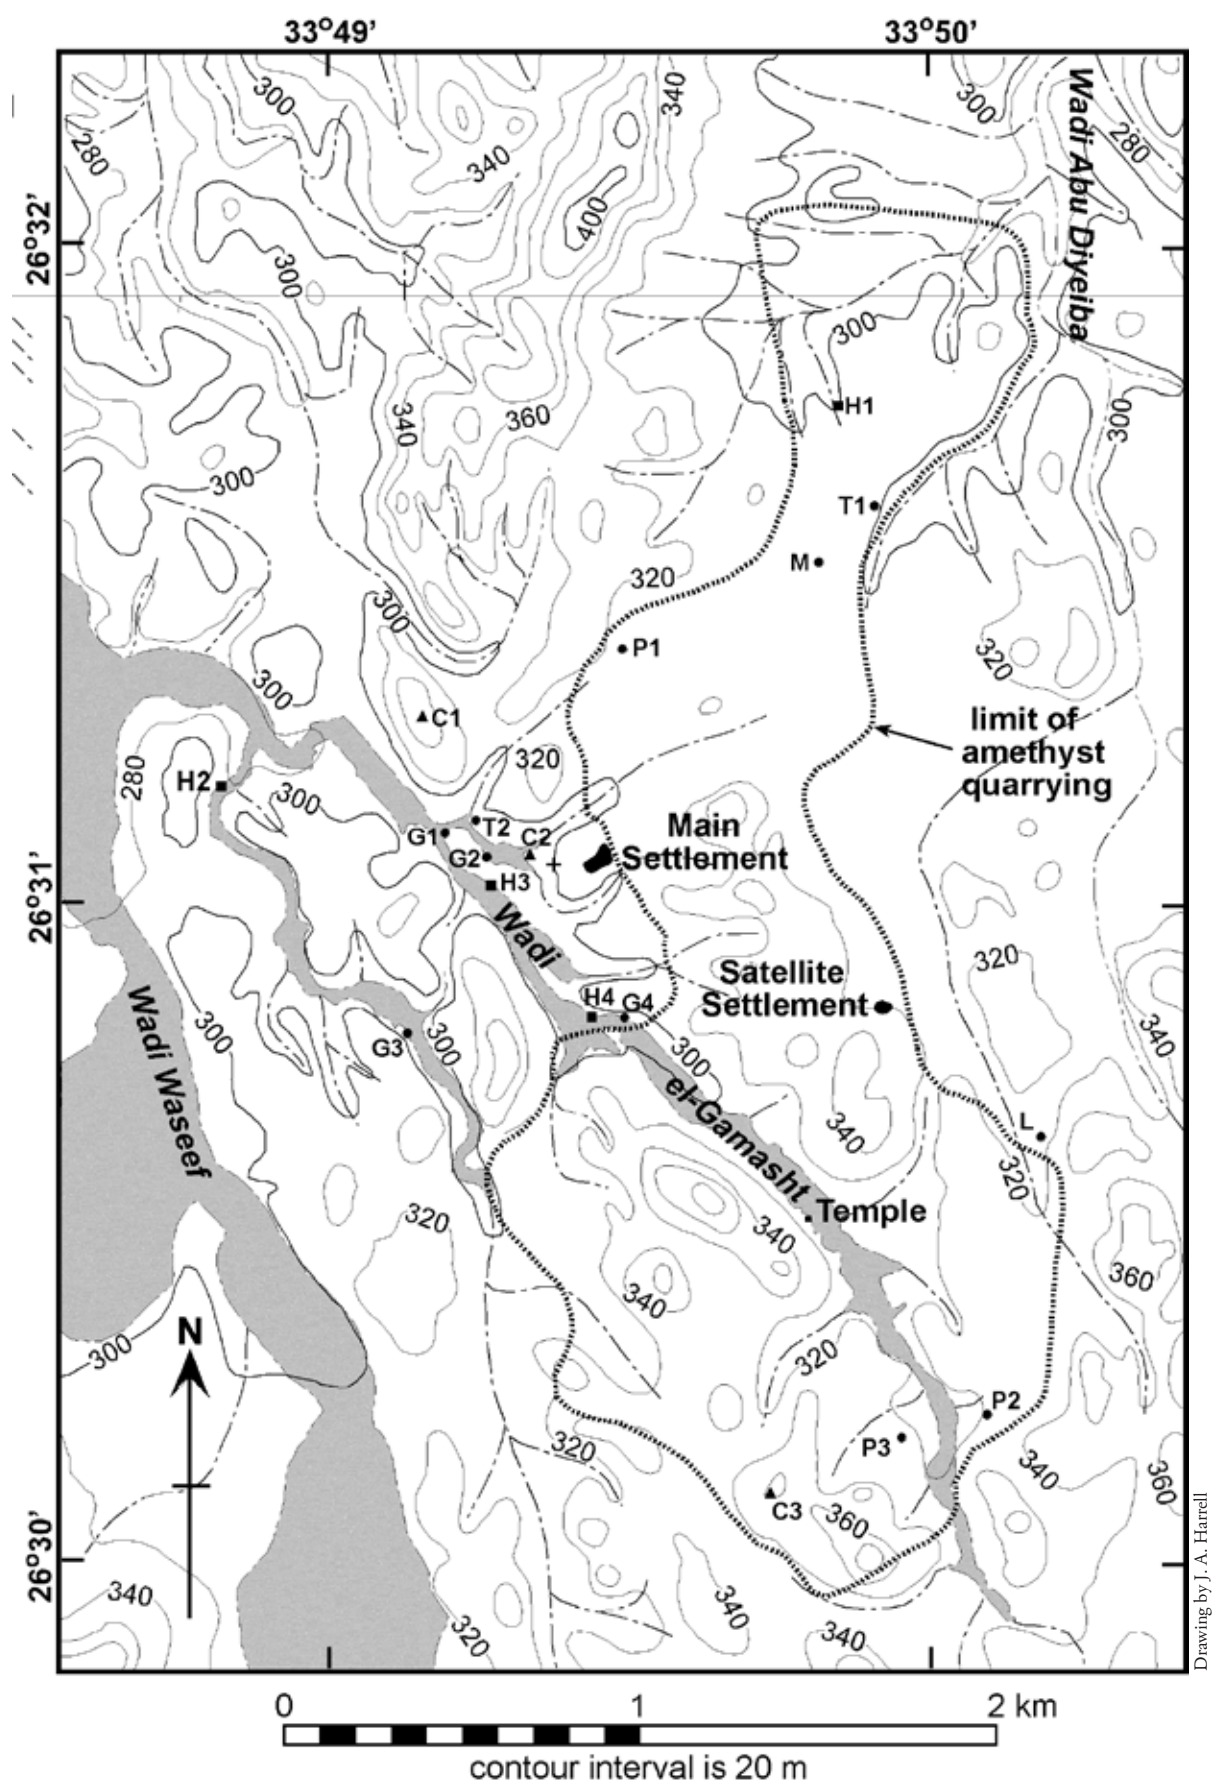 33°49'
33°50'
26°32'
26°31'
26°30'
300
340
300
280
280
340
400
300
300
Wadi Abu Diyeiba
340
360
300
H1
300
T1
M
320
300
P1
320
300
C1
limit of
amethyst
quarrying
320
280
H2
300
T2
G1
C2
G2
Main
Settlement
H3
Wadi
320
Satellite
Settlement
H4
G4
Wadi Waseef
300
G3
300
300
340
el-Gamasht
340
L
320
320
Temple
340
340
360
N
300
320
P2
P3
320
340
360
C3
360
340
340
320
340
Drawing by J. A. Harrell
0
1
2 km
contour interval is 20 m